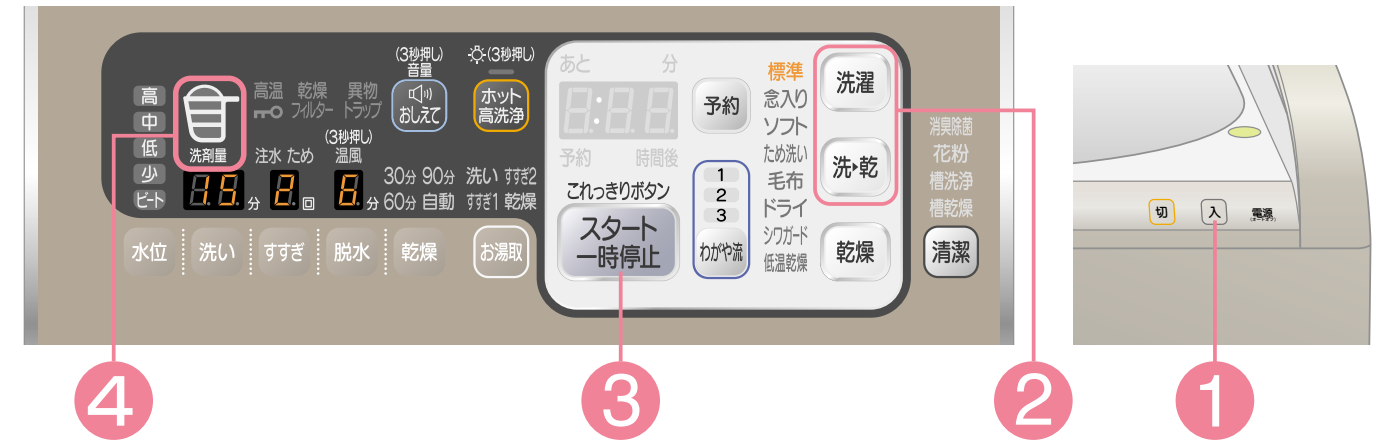 (3秒押し)
音量
おしえて
(3秒押し)
ホット
高洗浄
高
中
低
少
ビート
洗剤量
高温
乾燥
フィルター
異物
トラップ
注水
ため
(3秒押し)
温風
15 分
2 回
6 分
30分 90分
60分 自動
洗い すすぎ2
すすぎ1 乾燥
水位
洗い
すすぎ
脱水
乾燥
お湯取
あと 分
8:88
予約 時間後
これっきりボタン
スタート
一時停止
予約
1
2
3
わがや流
標準
念入り
ソフト
ため洗い
毛布
ドライ
シワガード
低温乾燥
洗濯
洗▸乾
乾燥
消臭除菌
花粉
槽洗浄
槽乾燥
清潔
切
入
電源
4
3
2
1